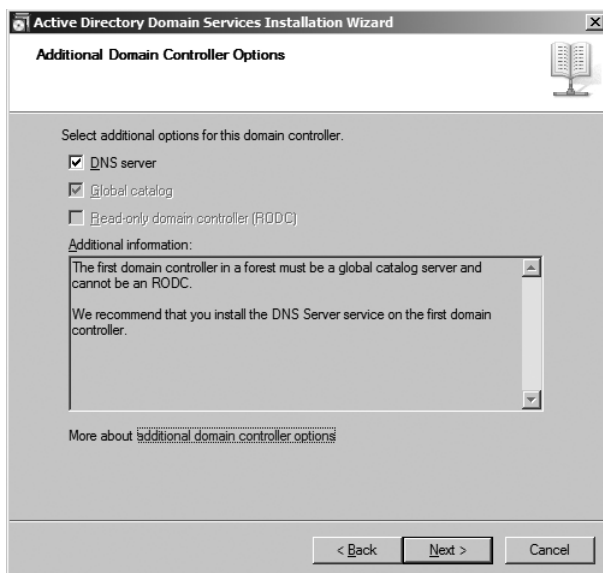 Active Directory Domain Services Installation Wizard
Additional Domain Controller Options
Select additional options for this domain controller.
DNS server
Global catalog
Read-only domain controller (RODC)
Additional information:
The first domain controller in a forest must be a global catalog server and
cannot be an RODC.
We recommend that you install the DNS Server service on the first domain
controller.
More about additional domain controller options
< Back Next > Cancel